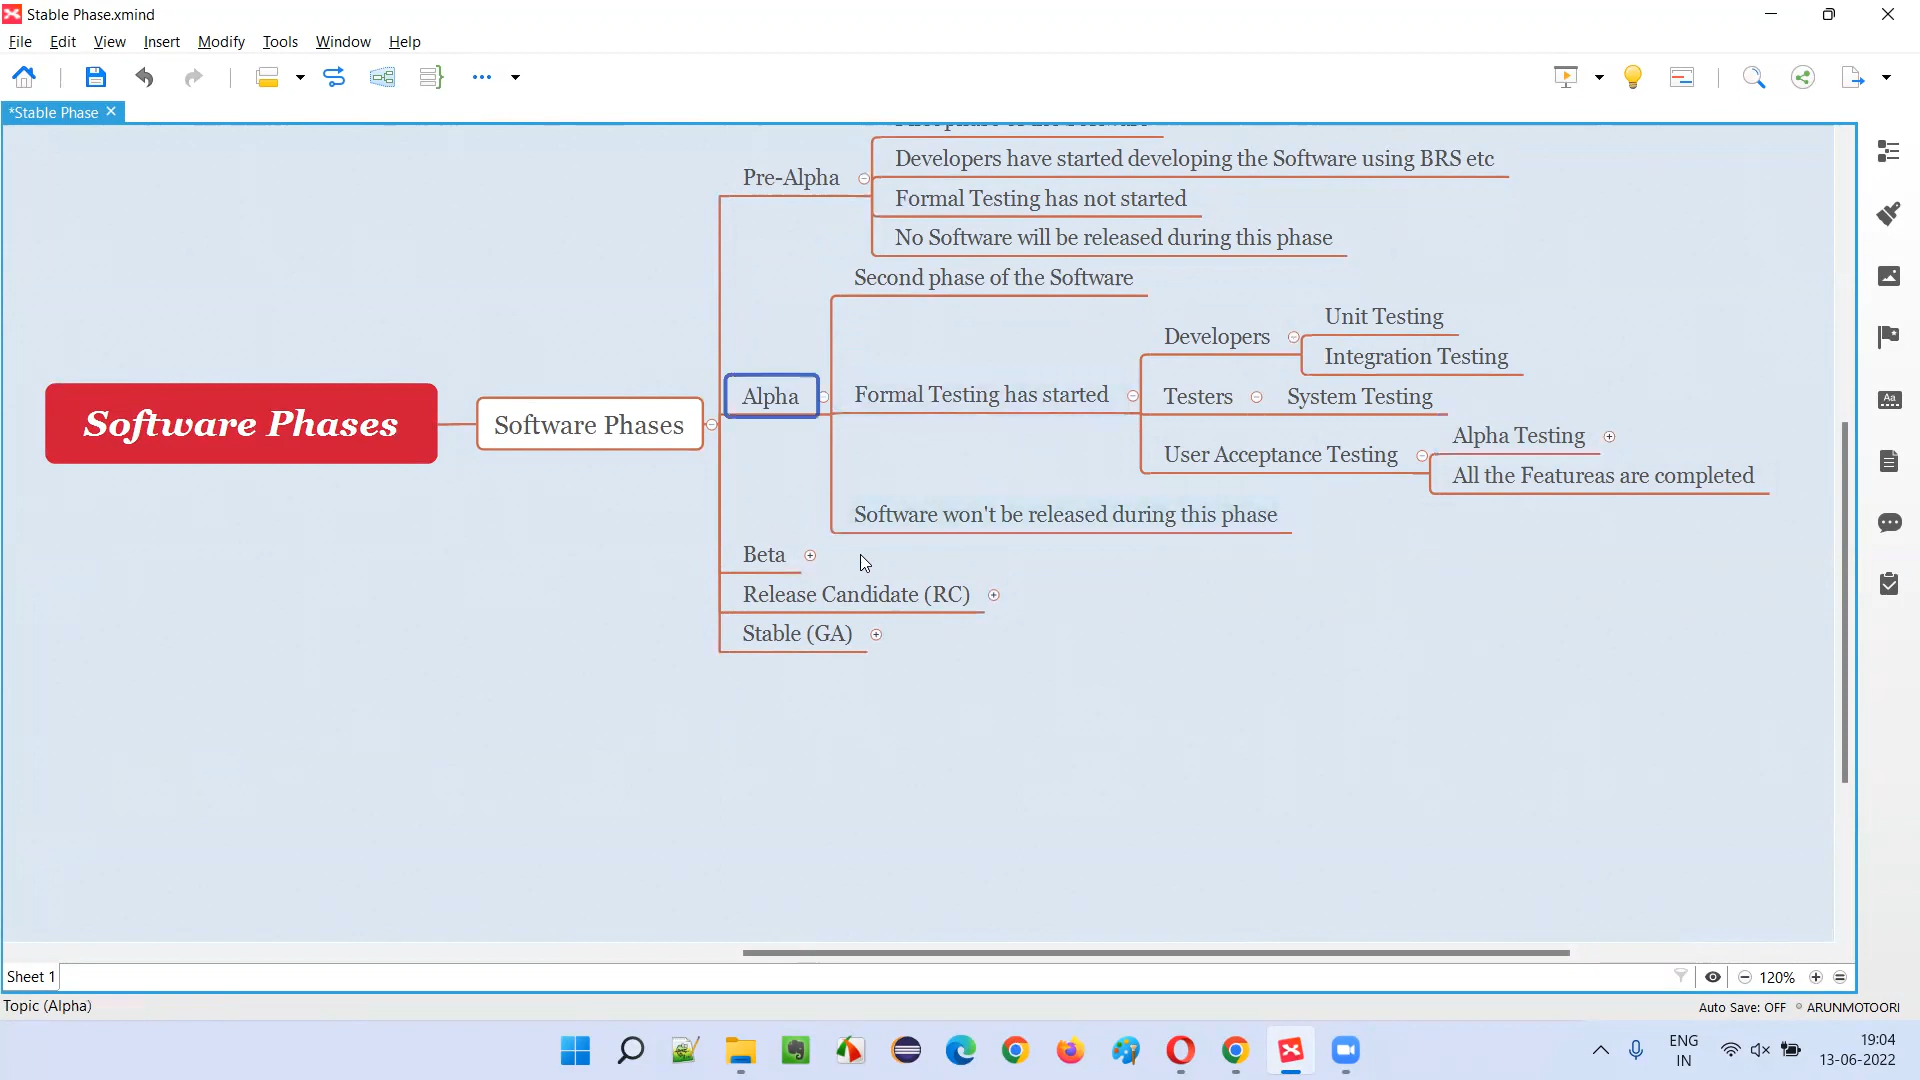 Stable Phase.xmind
File Edit View Insert Modify Tools Window Help
*Stable Phase
Developers have started developing the Software using BRS etc
Pre-Alpha
Formal Testing has not started
No Software will be released during this phase
Second phase of the Software
Unit Testing
Developers
Integration Testing
Software Phases
Software Phases
Alpha
Formal Testing has started
Testers
System Testing
Alpha Testing
User Acceptance Testing
All the Featureas are completed
Software won't be released during this phase
Beta
Release Candidate (RC)
Stable (GA)
Aa
Sheet 1
120%
Topic (Alpha)
Auto Save: OFF
ARUNMOTOORI
ENG
IN
19:04
13-06-2022